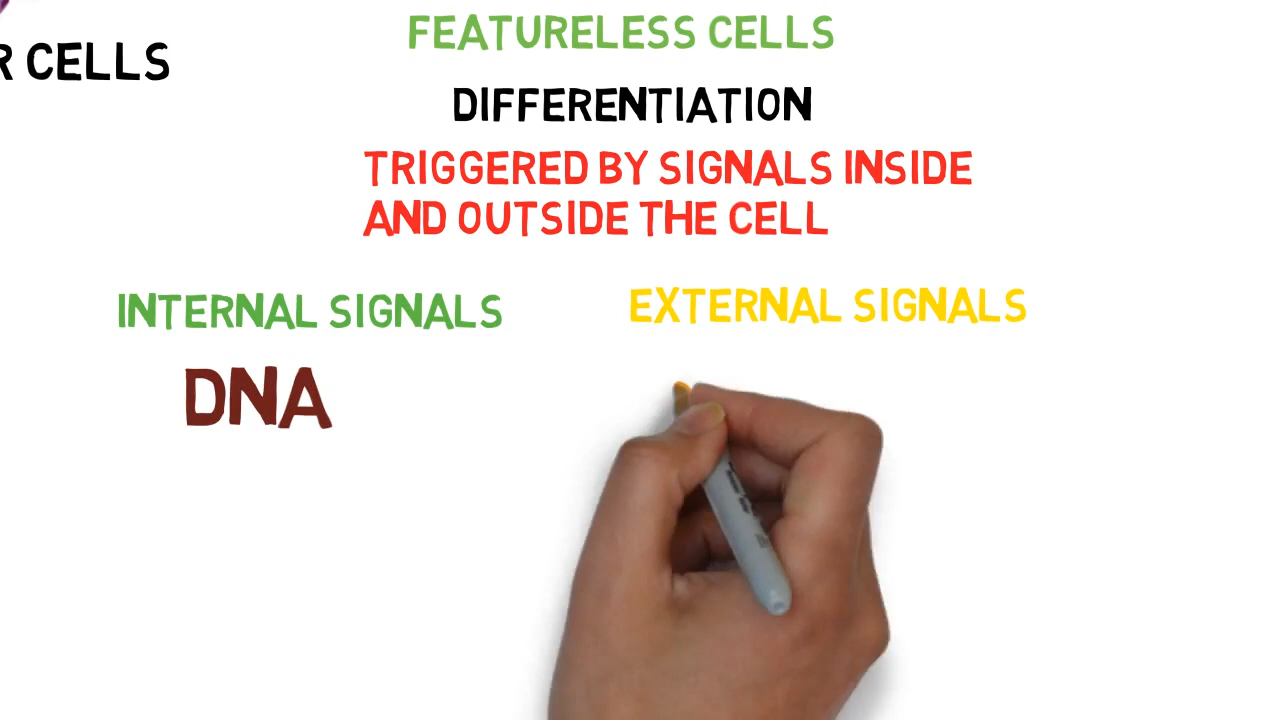 FEATURELESS CELLS
R CELLS
DIFFERENTIATION
TRIGGERED BY SIGNALS INSIDE
AND OUTSIDE THE CELL
INTERNAL SIGNALS
EXTERNAL SIGNALS
DNA